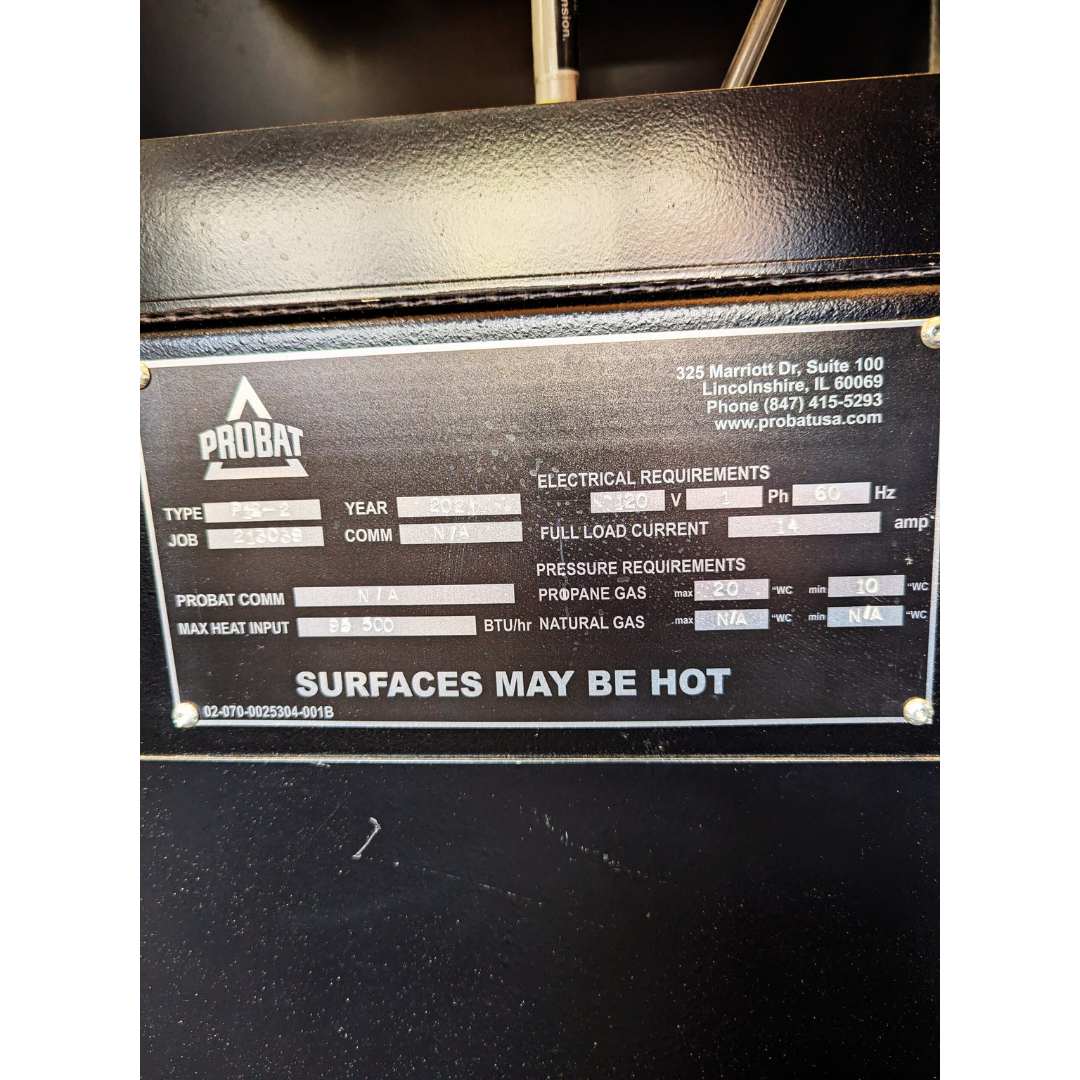 nsion.
325 Marriott Dr, Suite 100
Lincolnshire, IL 60069
Phone (847) 415-5293
www.probatusa.com
PROBAT
ELECTRICAL REQUIREMENTS
TYPE YEAR 120 V 1 Ph 60 Hz
JOB COMM N/A FULL LOAD CURRENT 14 amp
PRESSURE REQUIREMENTS
PROBAT COMM N/A PROPANE GAS max 20 "WC min 10 "WC
MAX HEAT INPUT BTU/hr NATURAL GAS max N/A "WC min N/A "WC
SURFACES MAY BE HOT
02-070-0025304-001B